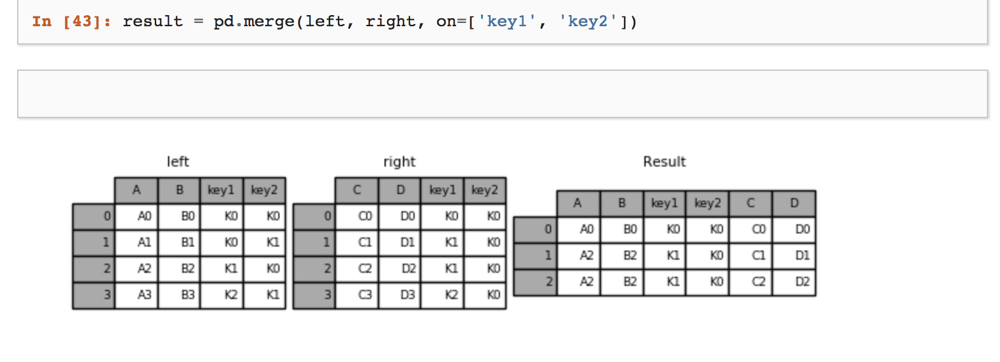 In [43]: result = pd.merge(left, right, on=['key1', 'key2'])
left
A B key1 key2
0 A0 B0 K0 K0
1 A1 B1 K0 K1
2 A2 B2 K1 K0
3 A3 B3 K2 K1
right
C D key1 key2
0 C0 D0 K0 K0
1 C1 D1 K1 K0
2 C2 D2 K1 K0
3 C3 D3 K2 K0
Result
A B key1 key2 C D
0 A0 B0 K0 K0 C0 D0
1 A2 B2 K1 K0 C1 D1
2 A2 B2 K1 K0 C2 D2